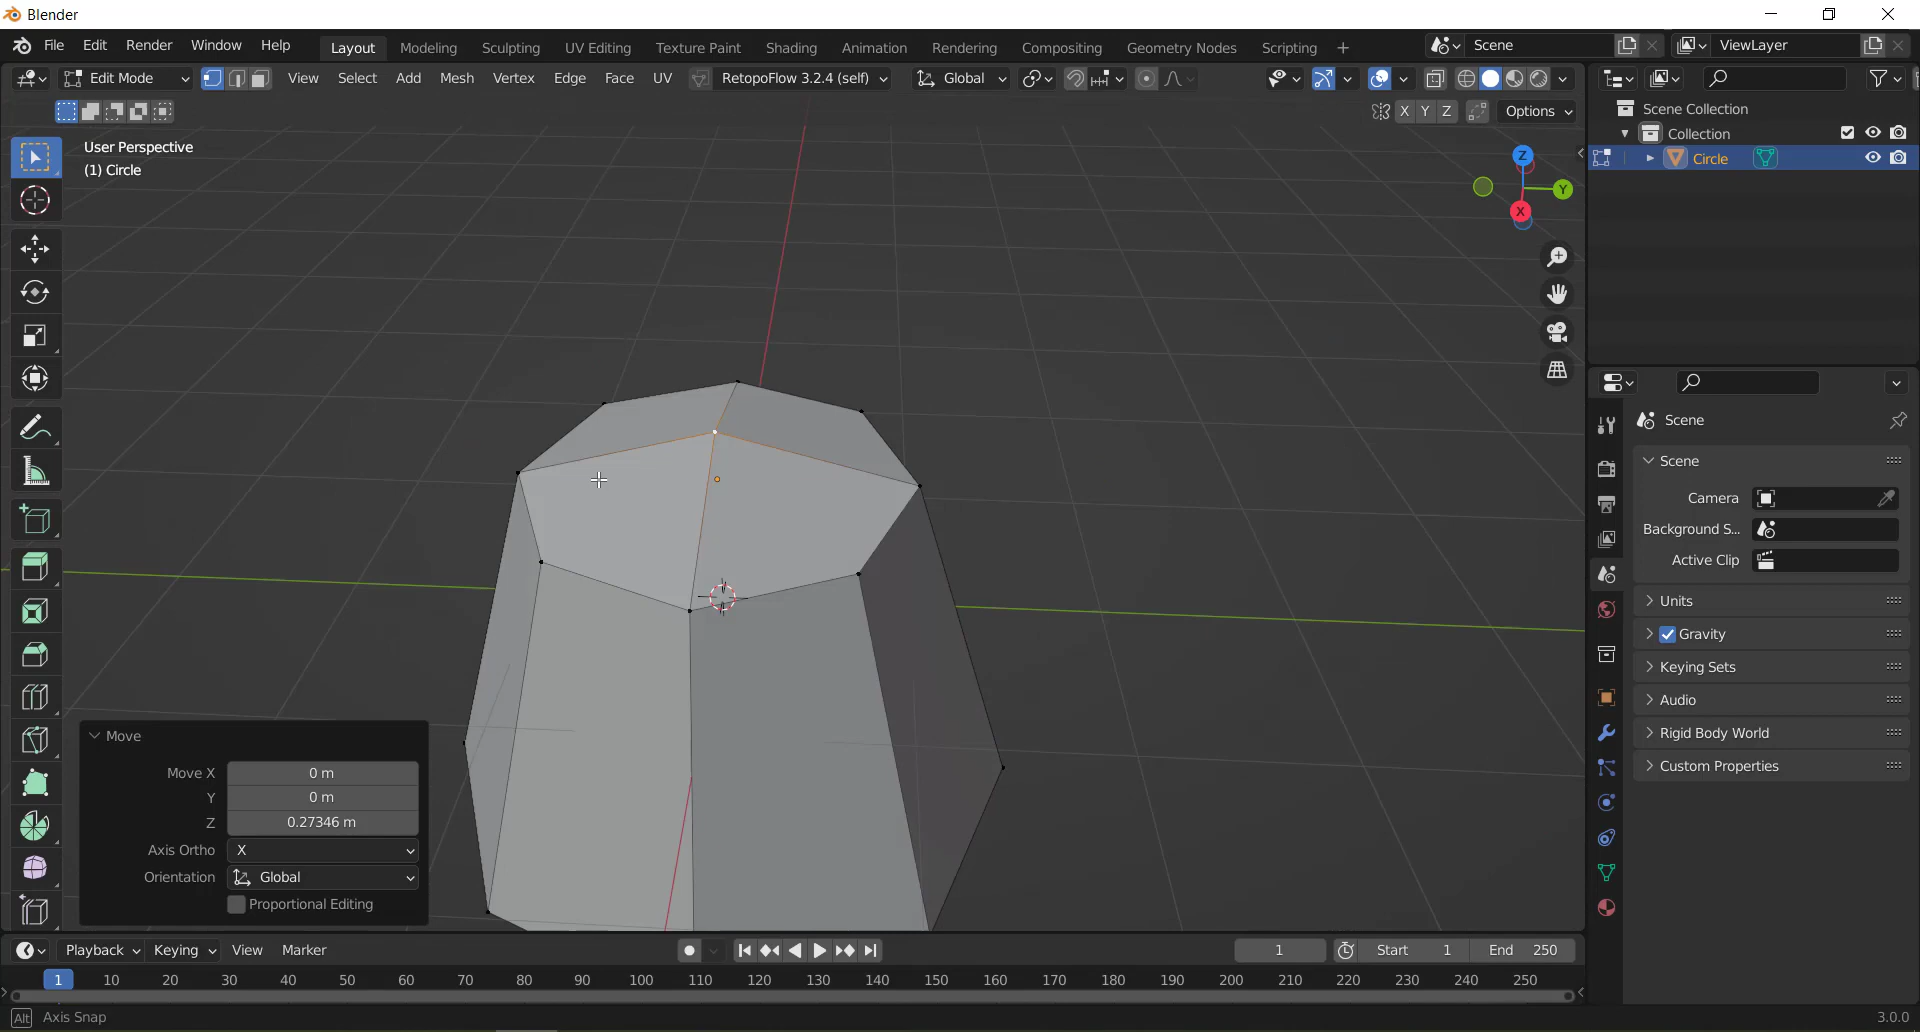 Blender
File Edit Render Window Help Layout Modeling Sculpting UV Editing Texture Paint Shading Animation Rendering Compositing Geometry Nodes Scripting + Scene ViewLayer
Edit Mode View Select Add Mesh Vertex Edge Face UV RetopoFlow 3.2.4 (self) Global
X Y Z Options
User Perspective
(1) Circle
Z
Y
X
Scene Collection
Collection
Circle
Scene
Scene
Camera
Background S...
Active Clip
Units
Gravity
Keying Sets
Audio
Rigid Body World
Custom Properties
Move
Move X 0 m
Y 0 m
Z 0.27346 m
Axis Ortho X
Orientation Global
Proportional Editing
Playback Keying View Marker 1 Start 1 End 250
1 10 20 30 40 50 60 70 80 90 100 110 120 130 140 150 160 170 180 190 200 210 220 230 240 250
Alt Axis Snap 3.0.0